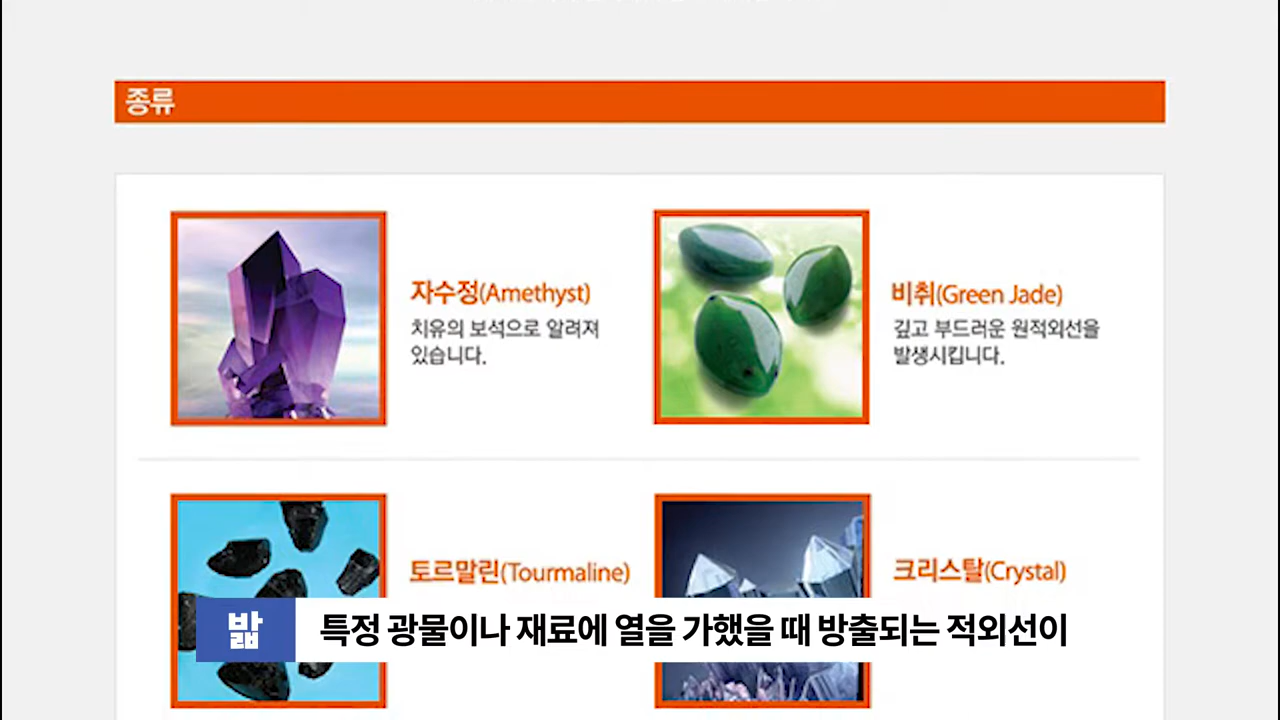 종류
자수정(Amethyst)
치유의 보석으로 알려져
있습니다.
비취(Green Jade)
깊고 부드러운 원적외선을
발생시킵니다.
토르말린(Tourmaline)
크리스탈(Crystal)
밟
특정 광물이나 재료에 열을 가했을 때 방출되는 적외선이